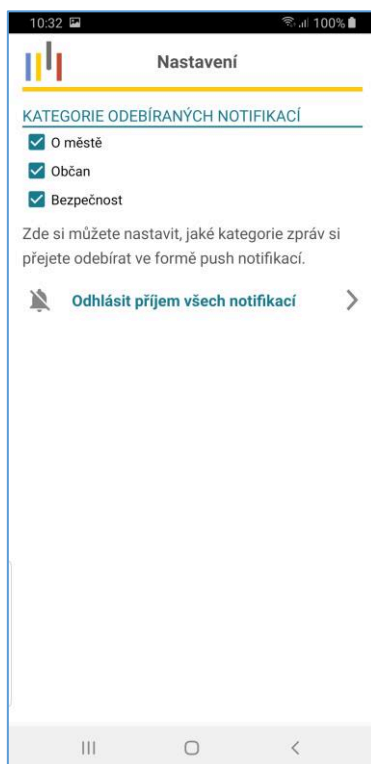 10:32 100%
Nastavení
KATEGORIE ODEBÍRANÝCH NOTIFIKACÍ
O městě
Občan
Bezpečnost
Zde si můžete nastavit, jaké kategorie zpráv si
přejete odebírat ve formě push notifikací.
Odhlásit příjem všech notifikací